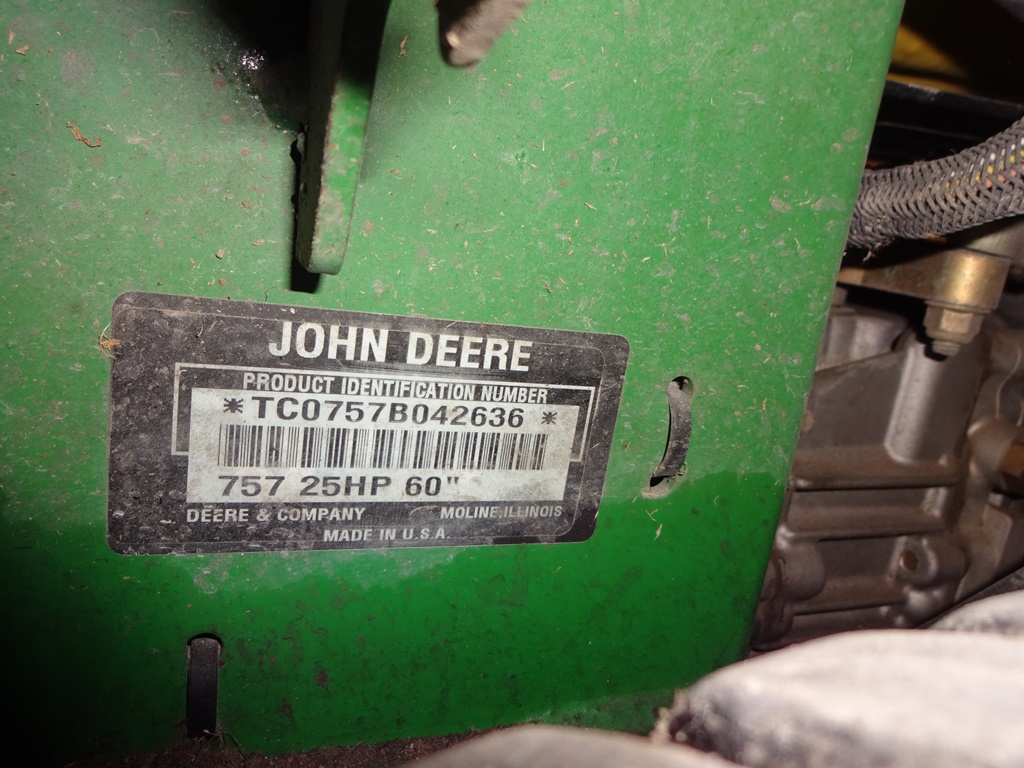 JOHN DEERE
PRODUCT IDENTIFICATION NUMBER
*TC0757B042636 *
757 25HP 60"
DEERE & COMPANY MOLINE,ILLINOIS
MADE IN U.S.A.